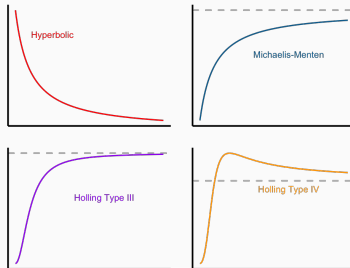 Hyperbolic
Michaelis-Menten
Holling Type III
Holling Type IV